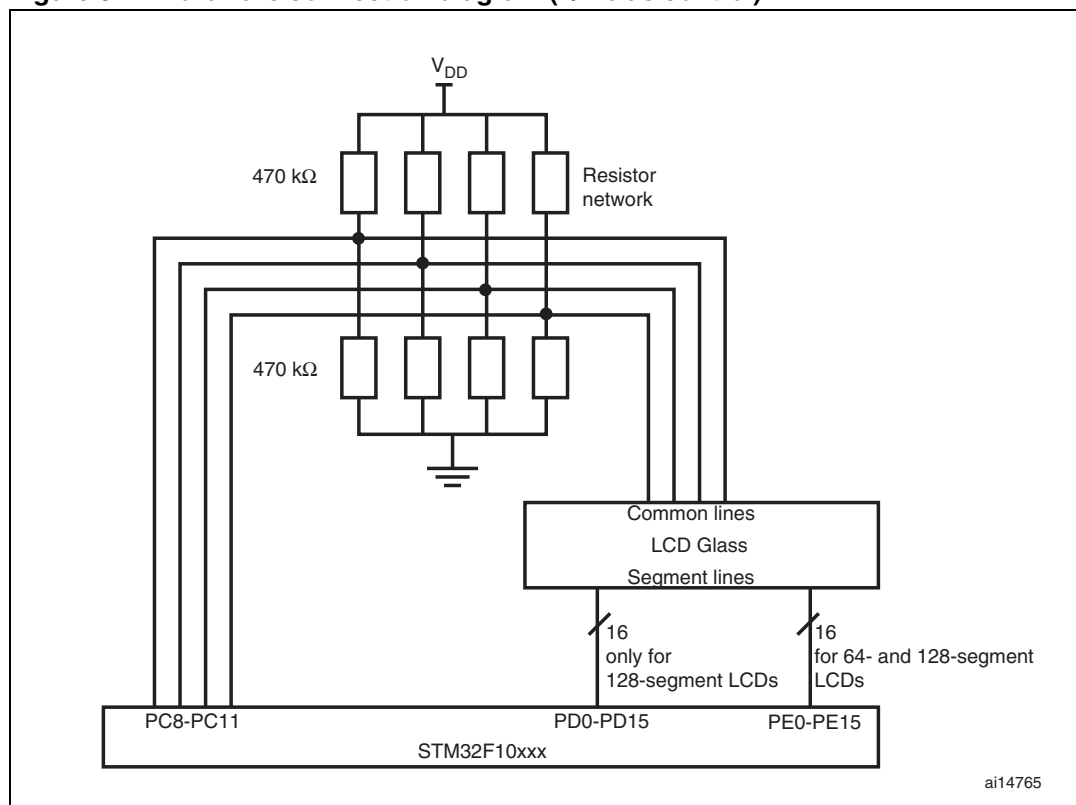 V_DD
470 kΩ
Resistor
network
470 kΩ
Common lines
LCD Glass
Segment lines
16
only for
128-segment LCDs
16
for 64- and 128-segment
LCDs
PC8-PC11
PD0-PD15
PE0-PE15
STM32F10xxx
ai14765